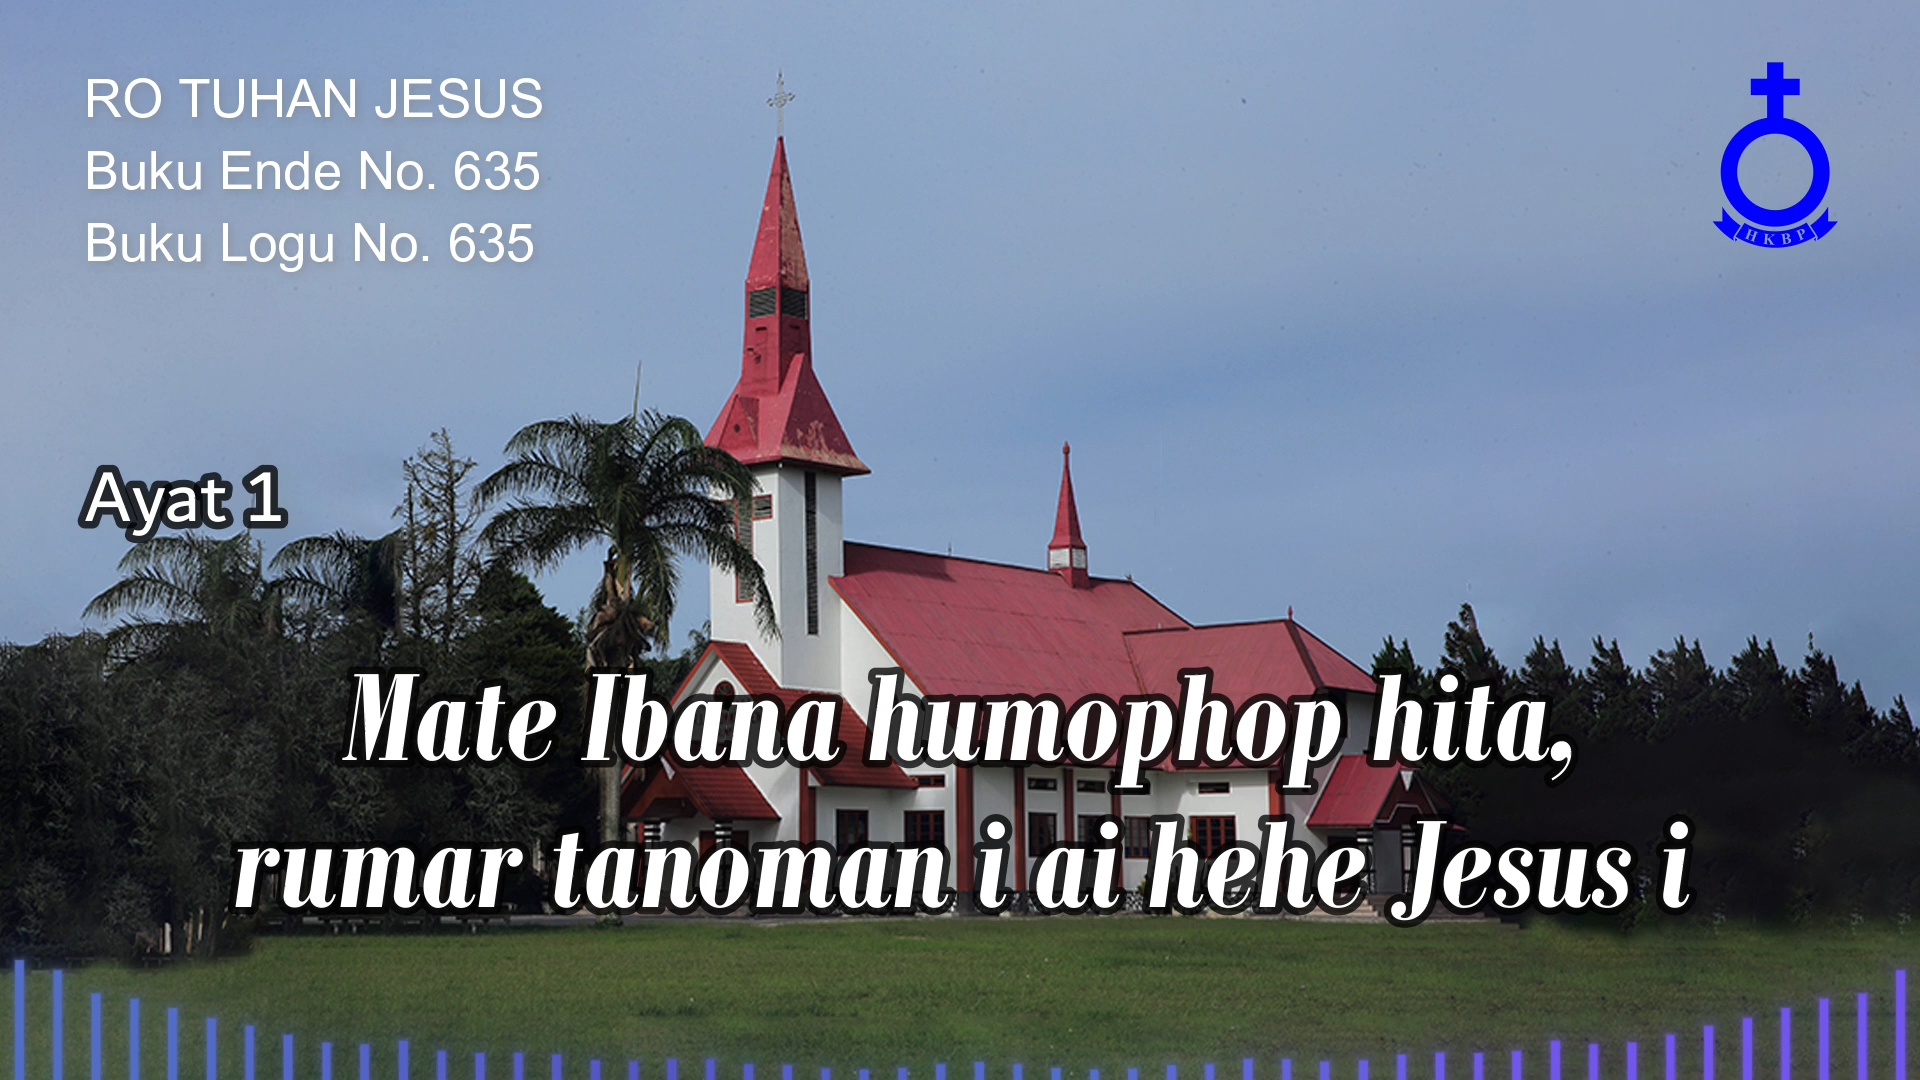 RO TUHAN JESUS
Buku Ende No. 635
Buku Logu No. 635
HKBP
Ayat 1
Mate Ibana humophop hita,
rumar tanoman i ai hehe Jesus i